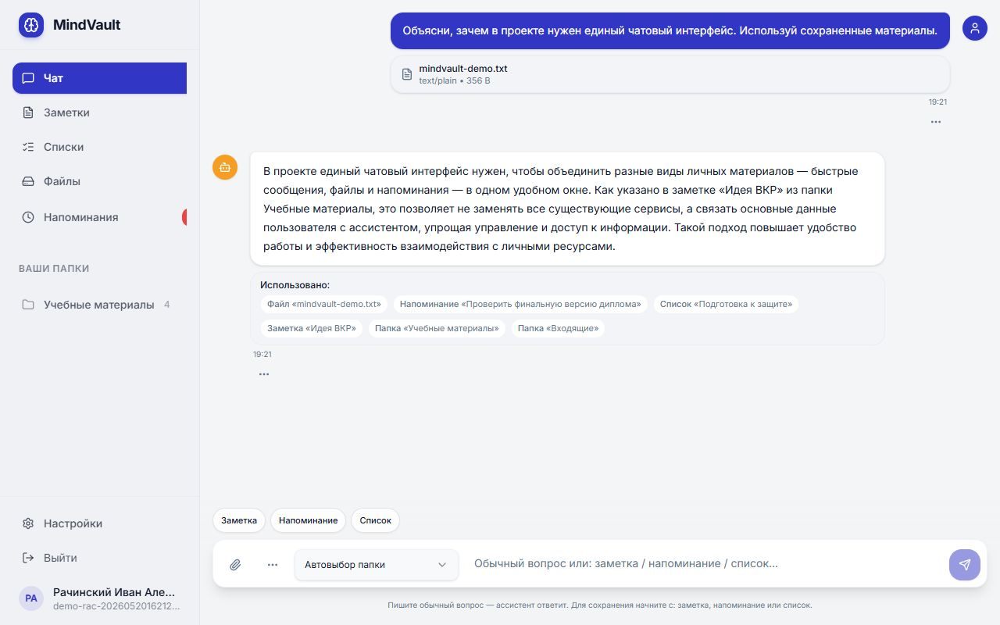 MindVault
Чат
Заметки
Списки
Файлы
Напоминания
ВАШИ ПАПКИ
Учебные материалы 4
Настройки
Выйти
РА
Рачинский Иван Але...
demo-rac-2026052016212...
Объясни, зачем в проекте нужен единый чатовый интерфейс. Используй сохраненные материалы.
mindvault-demo.txt
text/plain • 356 B
19:21
В проекте единый чатовый интерфейс нужен, чтобы объединить разные виды личных материалов — быстрые
сообщения, файлы и напоминания — в одном удобном окне. Как указано в заметке «Идея ВКР» из папки
Учебные материалы, это позволяет не заменять все существующие сервисы, а связать основные данные
пользователя с ассистентом, упрощая управление и доступ к информации. Такой подход повышает удобство
работы и эффективность взаимодействия с личными ресурсами.
Использовано:
Файл «mindvault-demo.txt» Напоминание «Проверить финальную версию диплома» Список «Подготовка к защите»
Заметка «Идея ВКР» Папка «Учебные материалы» Папка «Входящие»
19:21
Заметка Напоминание Список
Автовыбор папки Обычный вопрос или: заметка / напоминание / список...
Пишите обычный вопрос — ассистент ответит. Для сохранения начните с: заметка, напоминание или список.